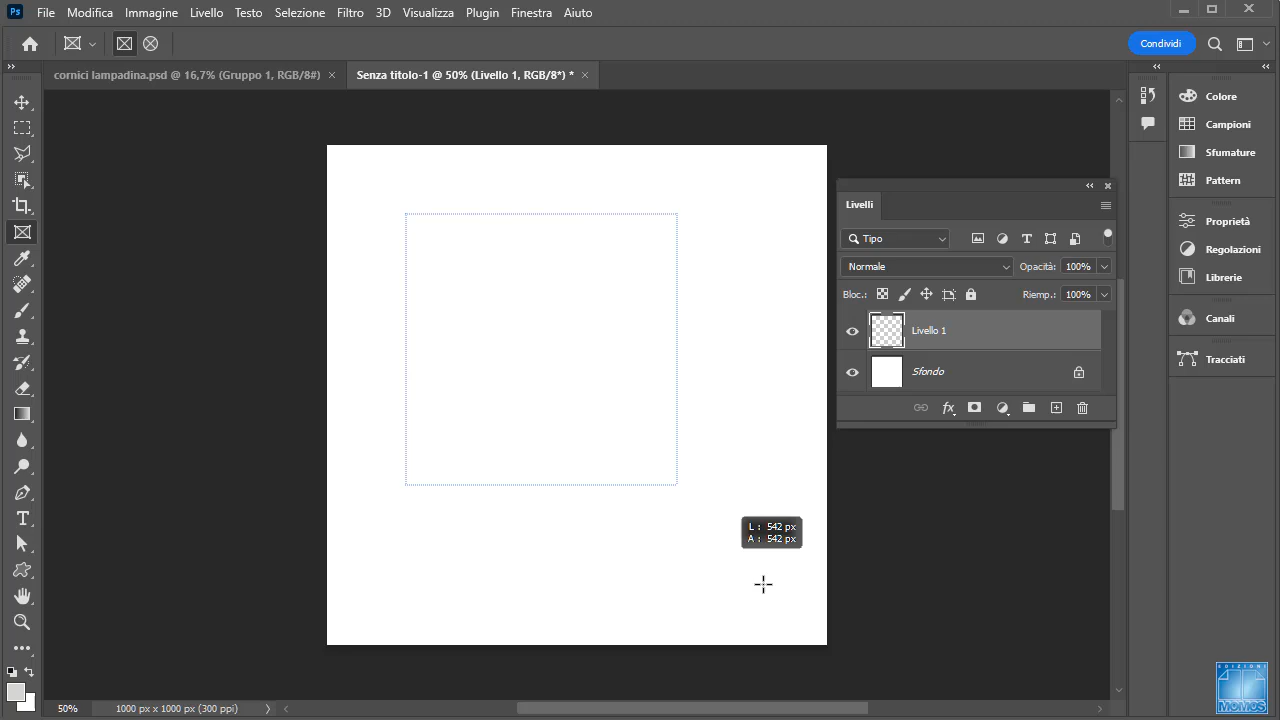 Ps File Modifica Immagine Livello Testo Selezione Filtro 3D Visualizza Plugin Finestra Aiuto
Condividi
cornici lampadina.psd @ 16,7% (Gruppo 1, RGB/8#) × Senza titolo-1 @ 50% (Livello 1, RGB/8*) * ×
Colore
Campioni
Sfumature
Pattern
Livelli
Proprietà
Tipo
Regolazioni
Normale Opacità: 100%
Librerie
Bloc.: Riemp.: 100%
Canali
Livello 1
Tracciati
Sfondo
fx
L : 542 px
A : 542 px
EDIZIONI
MOMOS
50% 1000 px x 1000 px (300 ppi)